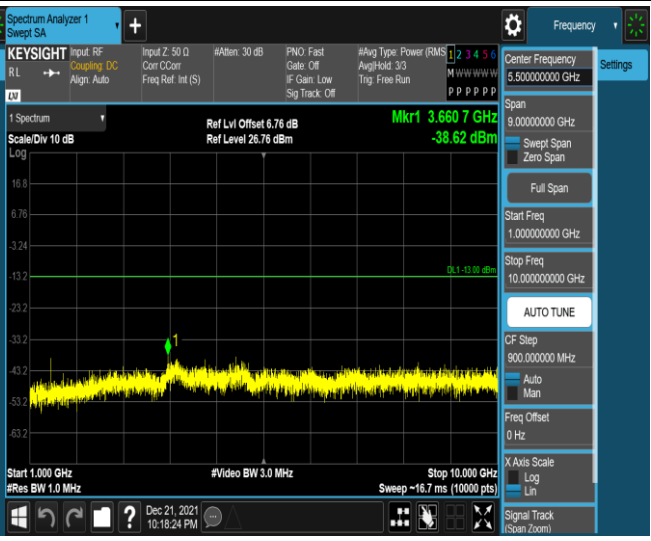 Spectrum Analyzer 1
Swept SA
Frequency
KEYSIGHT
RL
Input: RF
Coupling: DC
Align: Auto
Input Z: 50 Ω
Corr CCorr
Freq Ref: Int (S)
#Atten: 30 dB
PNO: Fast
Gate: Off
IF Gain: Low
Sig Track: Off
#Avg Type: Power (RMS
Avg|Hold: 3/3
Trig: Free Run
1 2 3 4 5 6
M W W W W W
P P P P P P
LXI
1 Spectrum
Scale/Div 10 dB
Log
Ref Lvl Offset 6.76 dB
Ref Level 26.76 dBm
Mkr1 3.660 7 GHz
-38.62 dBm
16.8
6.76
-3.24
-13.2
-23.2
-33.2
-43.2
-53.2
-63.2
DL1 -13.00 dBm
1
Start 1.000 GHz
#Res BW 1.0 MHz
#Video BW 3.0 MHz
Stop 10.000 GHz
Sweep ~16.7 ms (10000 pts)
?
Dec 21, 2021
10:18:24 PM
Center Frequency
5.500000000 GHz
Settings
Span
9.00000000 GHz
Swept Span
Zero Span
Full Span
Start Freq
1.000000000 GHz
Stop Freq
10.000000000 GHz
AUTO TUNE
CF Step
900.000000 MHz
Auto
Man
Freq Offset
0 Hz
X Axis Scale
Log
Lin
Signal Track
(Span Zoom)